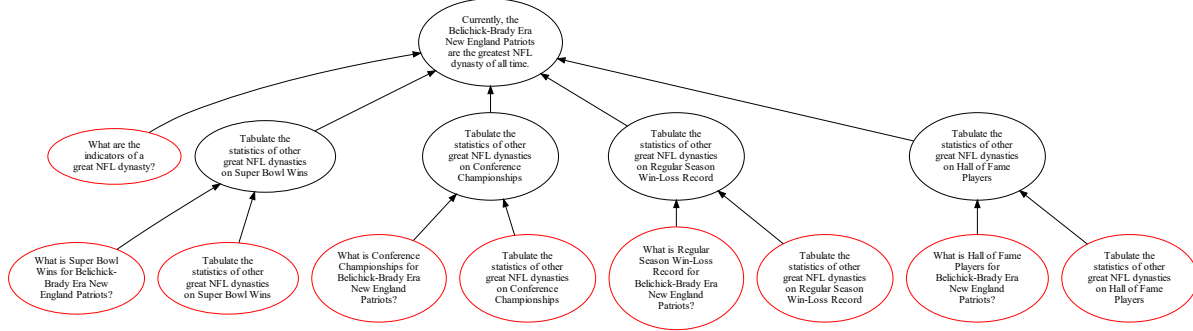 Currently, the
Belichick-Brady Era
New England Patriots
are the greatest NFL
dynasty of all time.
What are the
indicators of a
great NFL dynasty?
Tabulate the
statistics of other
great NFL dynasties
on Super Bowl Wins
Tabulate the
statistics of other
great NFL dynasties
on Conference
Championships
Tabulate the
statistics of other
great NFL dynasties
on Regular Season
Win-Loss Record
Tabulate the
statistics of other
great NFL dynasties
on Hall of Fame
Players
What is Super Bowl
Wins for Belichick-
Brady Era New
England Patriots?
Tabulate the
statistics of other
great NFL dynasties
on Super Bowl Wins
What is Conference
Championships for
Belichick-Brady Era
New England
Patriots?
Tabulate the
statistics of other
great NFL dynasties
on Conference
Championships
What is Regular
Season Win-Loss
Record for
Belichick-Brady Era
New England
Patriots?
Tabulate the
statistics of other
great NFL dynasties
on Regular Season
Win-Loss Record
What is Hall of Fame
Players for
Belichick-Brady Era
New England
Patriots?
Tabulate the
statistics of other
great NFL dynasties
on Hall of Fame
Players